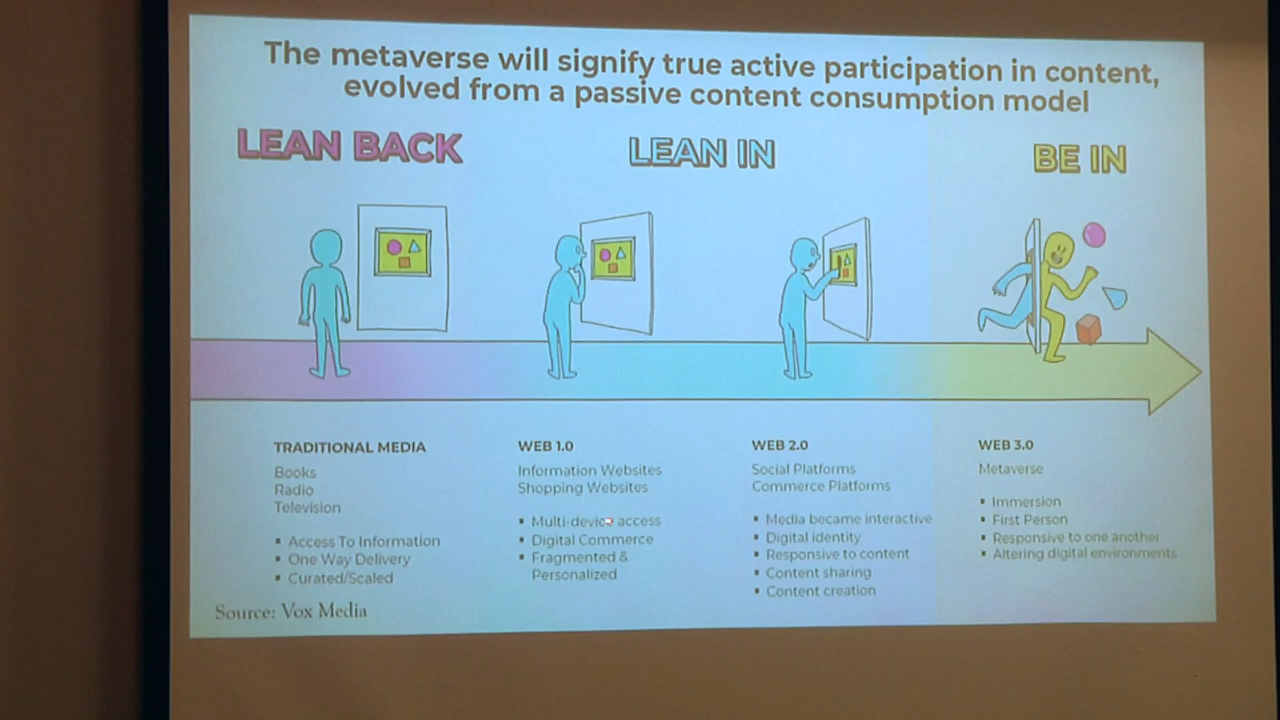 The metaverse will signify true active participation in content,
evolved from a passive content consumption model
LEAN BACK
LEAN IN
BE IN
TRADITIONAL MEDIA
Books
Radio
Television
▪ Access To Information
▪ One Way Delivery
▪ Curated/Scaled
WEB 1.0
Information Websites
Shopping Websites
▪ Multi-device access
▪ Digital Commerce
▪ Fragmented &
Personalized
WEB 2.0
Social Platforms
Commerce Platforms
▪ Media became interactive
▪ Digital identity
▪ Responsive to content
▪ Content sharing
▪ Content creation
WEB 3.0
Metaverse
▪ Immersion
▪ First Person
▪ Responsive to one another
▪ Altering digital environments
Source: Vox Media